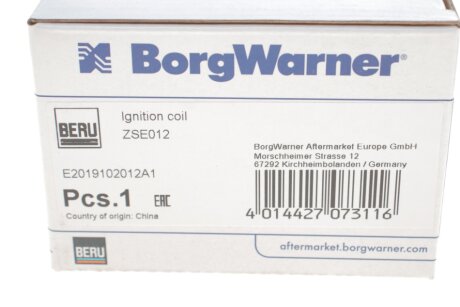 BorgWarner®
BERU
Ignition coil
ZSE012
BorgWarner Aftermarket Europe GmbH
Morschheimer Strasse 12
67292 Kirchheimbolanden / Germany
E2019102012A1
Pcs.1 EAC
Country of origin: China
4 014427 073116
BERU
aftermarket.borgwarner.com